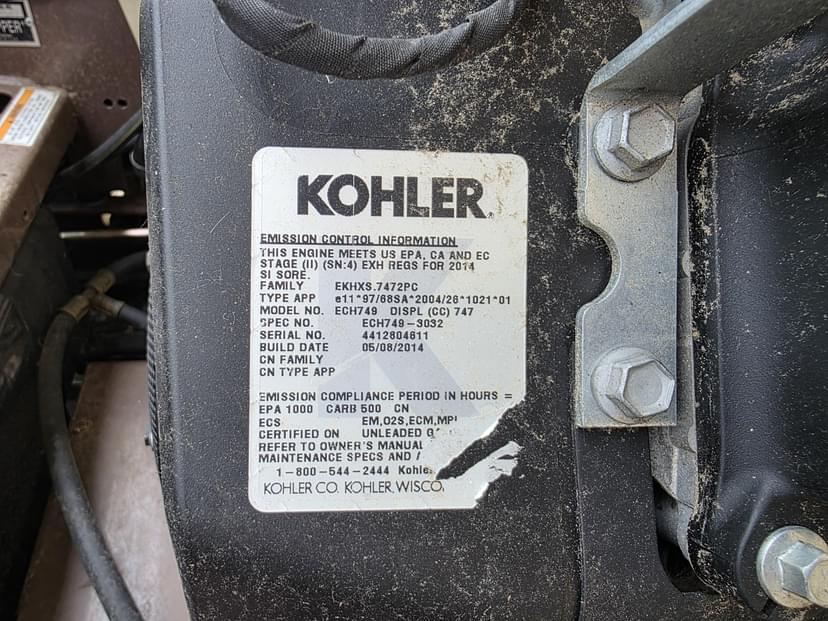 PPER
KOHLER
EMISSION CONTROL INFORMATION
THIS ENGINE MEETS US EPA, CA AND EC
STAGE (II) (SN:4) EXH REGS FOR 2014
SI SORE.
FAMILY EKHXS.7472PC
TYPE APP e11*97/68SA*2004/26*1021*01
MODEL NO. ECH749 DISPL (CC) 747
SPEC NO. ECH749-3032
SERIAL NO. 4412804611
BUILD DATE 05/08/2014
CN FAMILY
CN TYPE APP
EMISSION COMPLIANCE PERIOD IN HOURS =
EPA 1000 CARB 500 CN
ECS EM,O2S,ECM,MPI
CERTIFIED ON UNLEADED G
REFER TO OWNER'S MANUAL
MAINTENANCE SPECS AND
1-800-544-2444 Kohle
KOHLER CO. KOHLER, WISCO